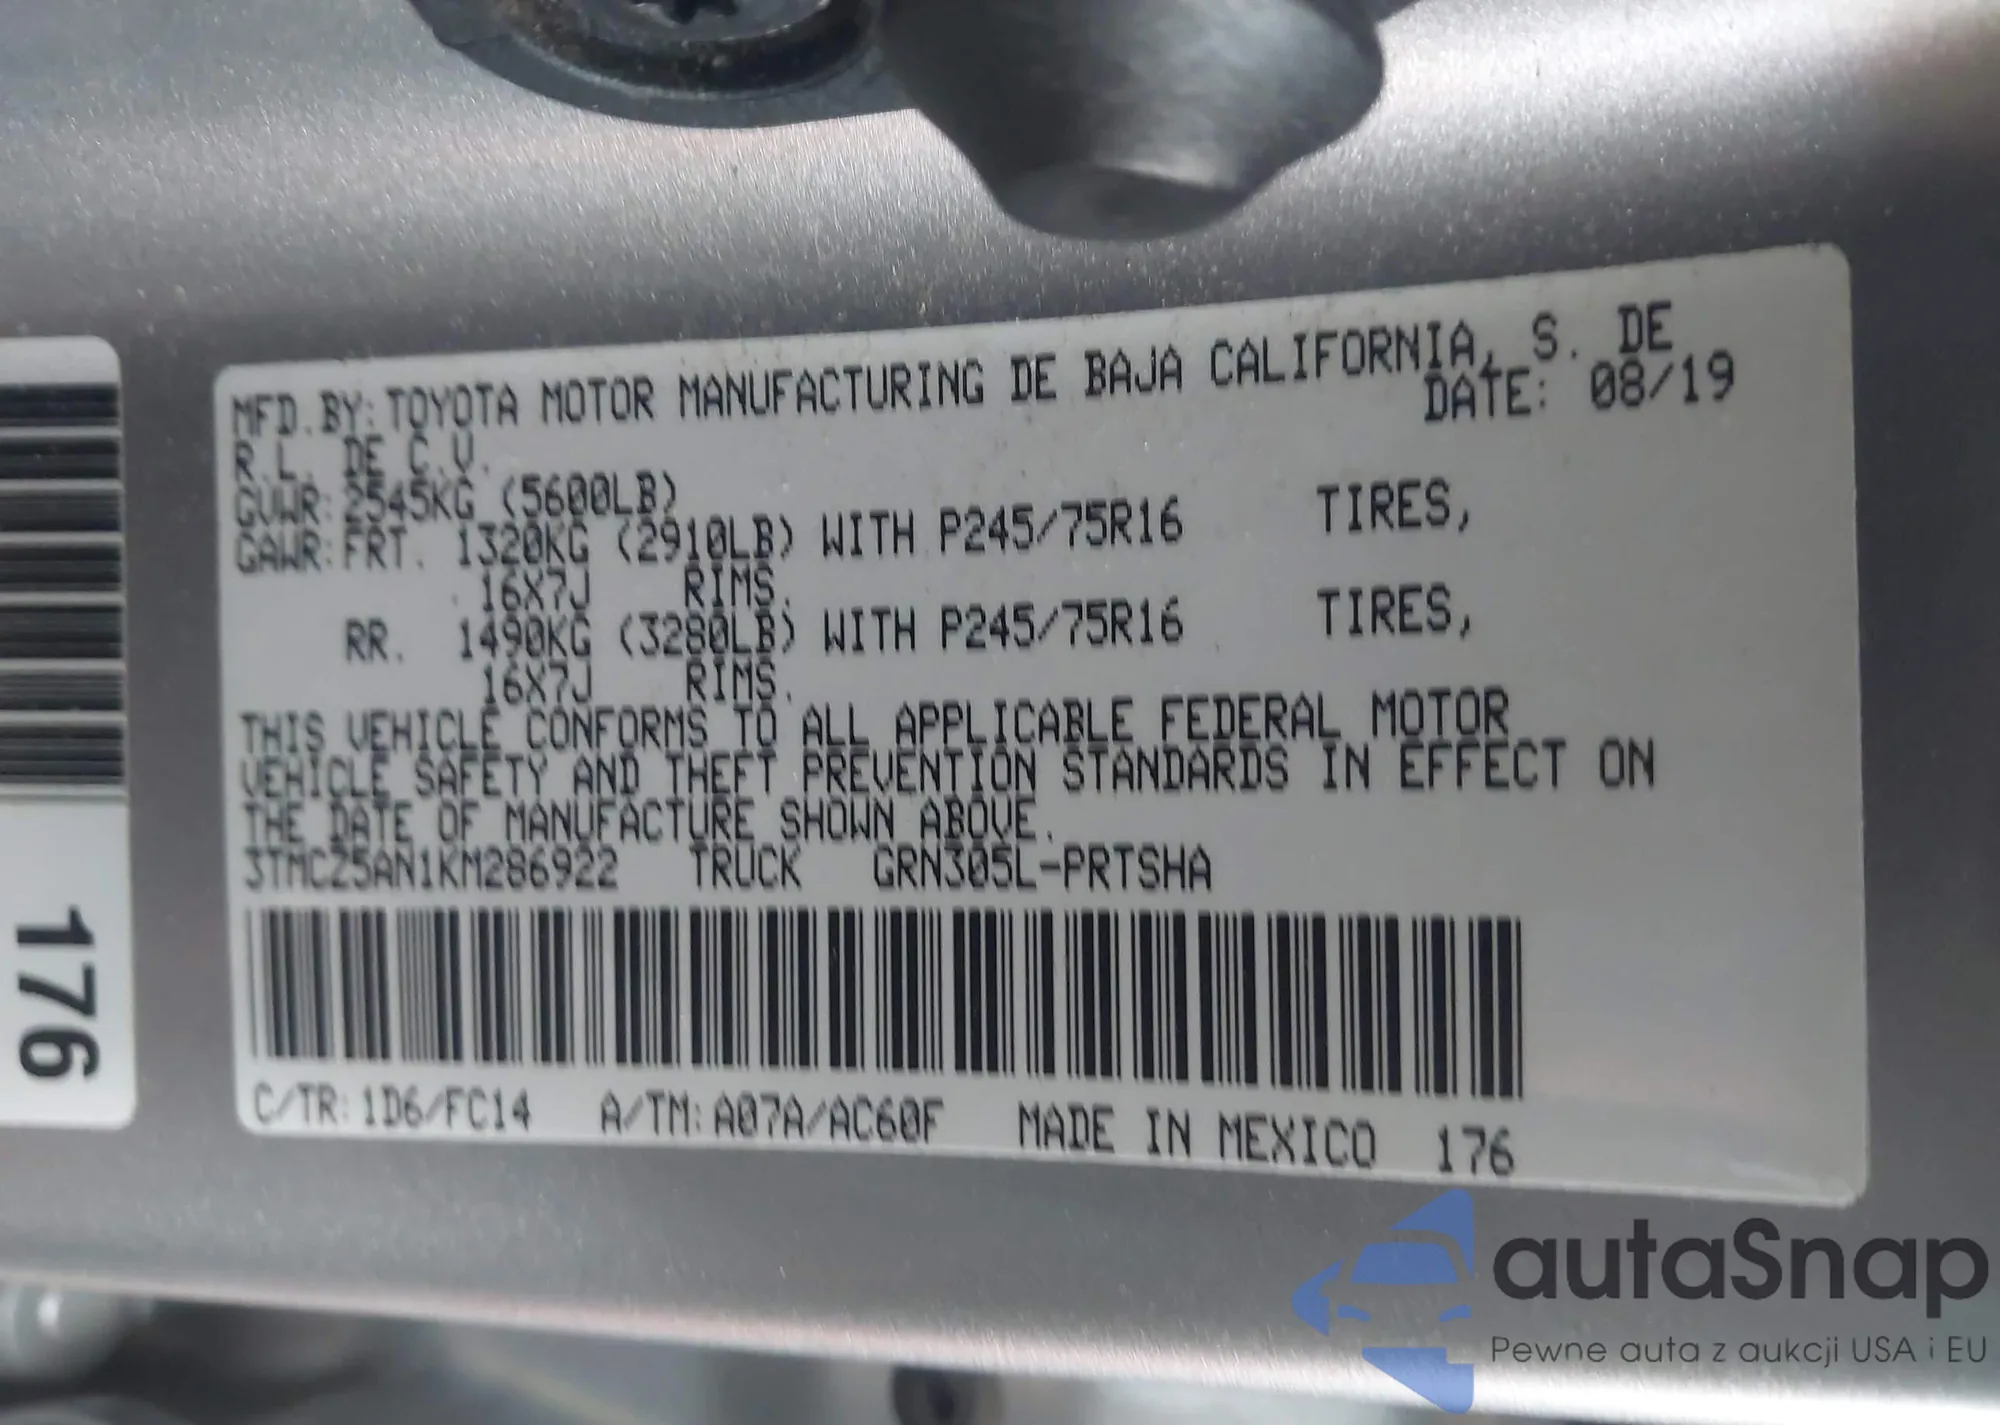 MFD.BY:TOYOTA MOTOR MANUFACTURING DE BAJA CALIFORNIA, S. DE
R.L. DE C.V. DATE: 08/19
GVWR:2545KG (5600LB)
GAWR:FRT. 1320KG (2910LB) WITH P245/75R16 TIRES,
16X7J RIMS.
RR. 1490KG (3280LB) WITH P245/75R16 TIRES,
16X7J RIMS.
THIS VEHICLE CONFORMS TO ALL APPLICABLE FEDERAL MOTOR
VEHICLE SAFETY AND THEFT PREVENTION STANDARDS IN EFFECT ON
THE DATE OF MANUFACTURE SHOWN ABOVE.
3TMCZ5AN1KM286922 TRUCK GRN305L-PRTSHA
C/TR:1D6/FC14 A/TM:A07A/AC60F MADE IN MEXICO 176
176
autaSnap
Pewne auta z aukcji USA i EU